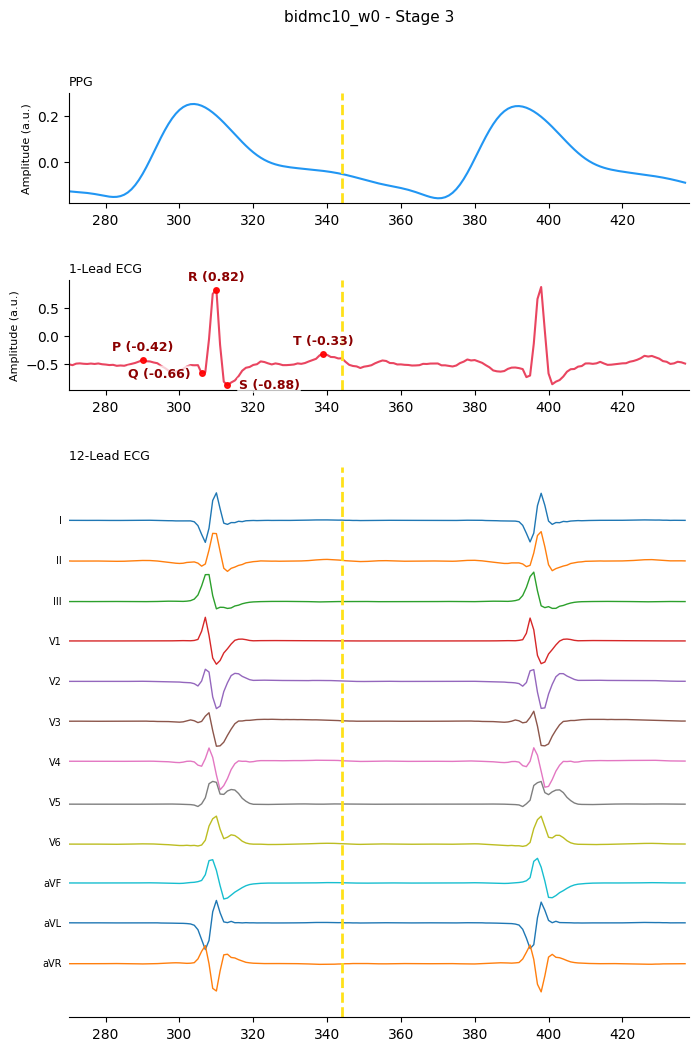 bidmc10_w0 - Stage 3
PPG
Amplitude (a.u.)
0.2
0.0
280 300 320 340 360 380 400 420
1-Lead ECG
Amplitude (a.u.)
0.5
0.0
−0.5
R (0.82)
P (-0.42)
T (-0.33)
Q (-0.66)
S (-0.88)
280 300 320 340 360 380 400 420
12-Lead ECG
I
II
III
V1
V2
V3
V4
V5
V6
aVF
aVL
aVR
280 300 320 340 360 380 400 420